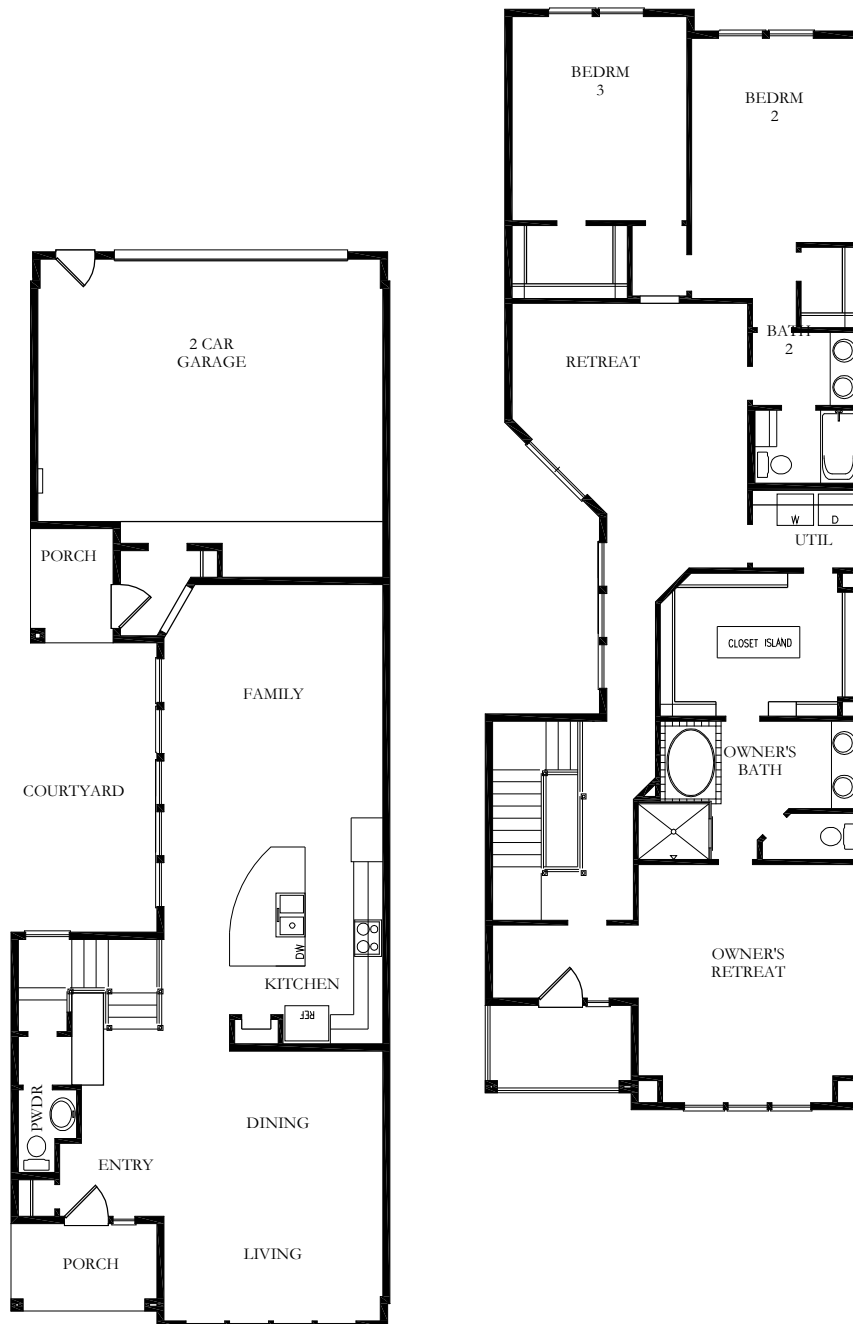 BEDRM
3
BEDRM
2
2 CAR
GARAGE
RETREAT
BATH
2
PORCH
W
D
UTIL
CLOSET ISLAND
FAMILY
OWNER'S
BATH
COURTYARD
DW
KITCHEN
REF
OWNER'S
RETREAT
PWDR
DINING
ENTRY
LIVING
PORCH